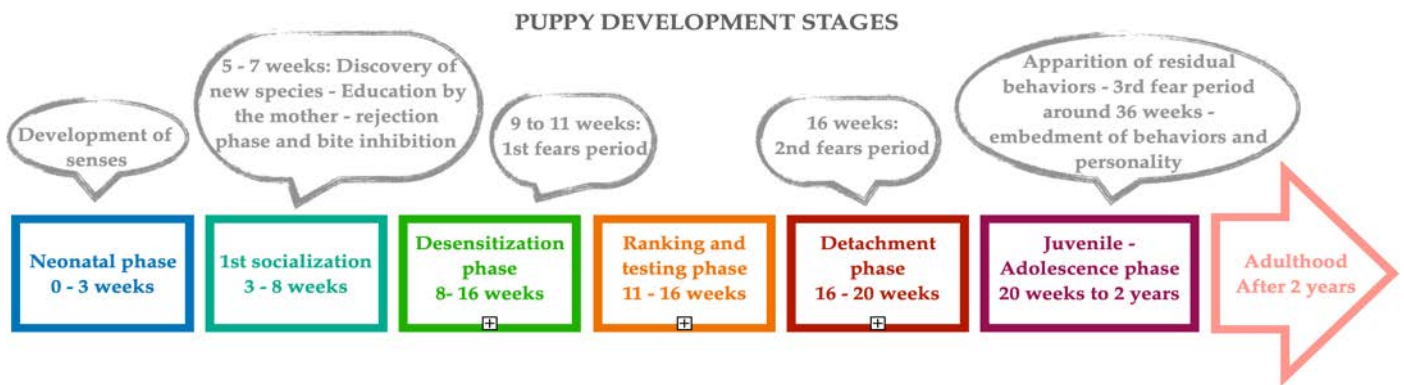 PUPPY DEVELOPMENT STAGES
Development of
senses
5 - 7 weeks: Discovery of
new species - Education by
the mother - rejection
phase and bite inhibition
9 to 11 weeks:
1st fears period
16 weeks:
2nd fears period
Apparition of residual
behaviors - 3rd fear period
around 36 weeks -
embedment of behaviors and
personality
Neonatal phase
0 - 3 weeks
1st socialization
3 - 8 weeks
Desensitization
phase
8- 16 weeks
Ranking and
testing phase
11 - 16 weeks
Detachment
phase
16 - 20 weeks
Juvenile -
Adolescence phase
20 weeks to 2 years
Adulthood
After 2 years